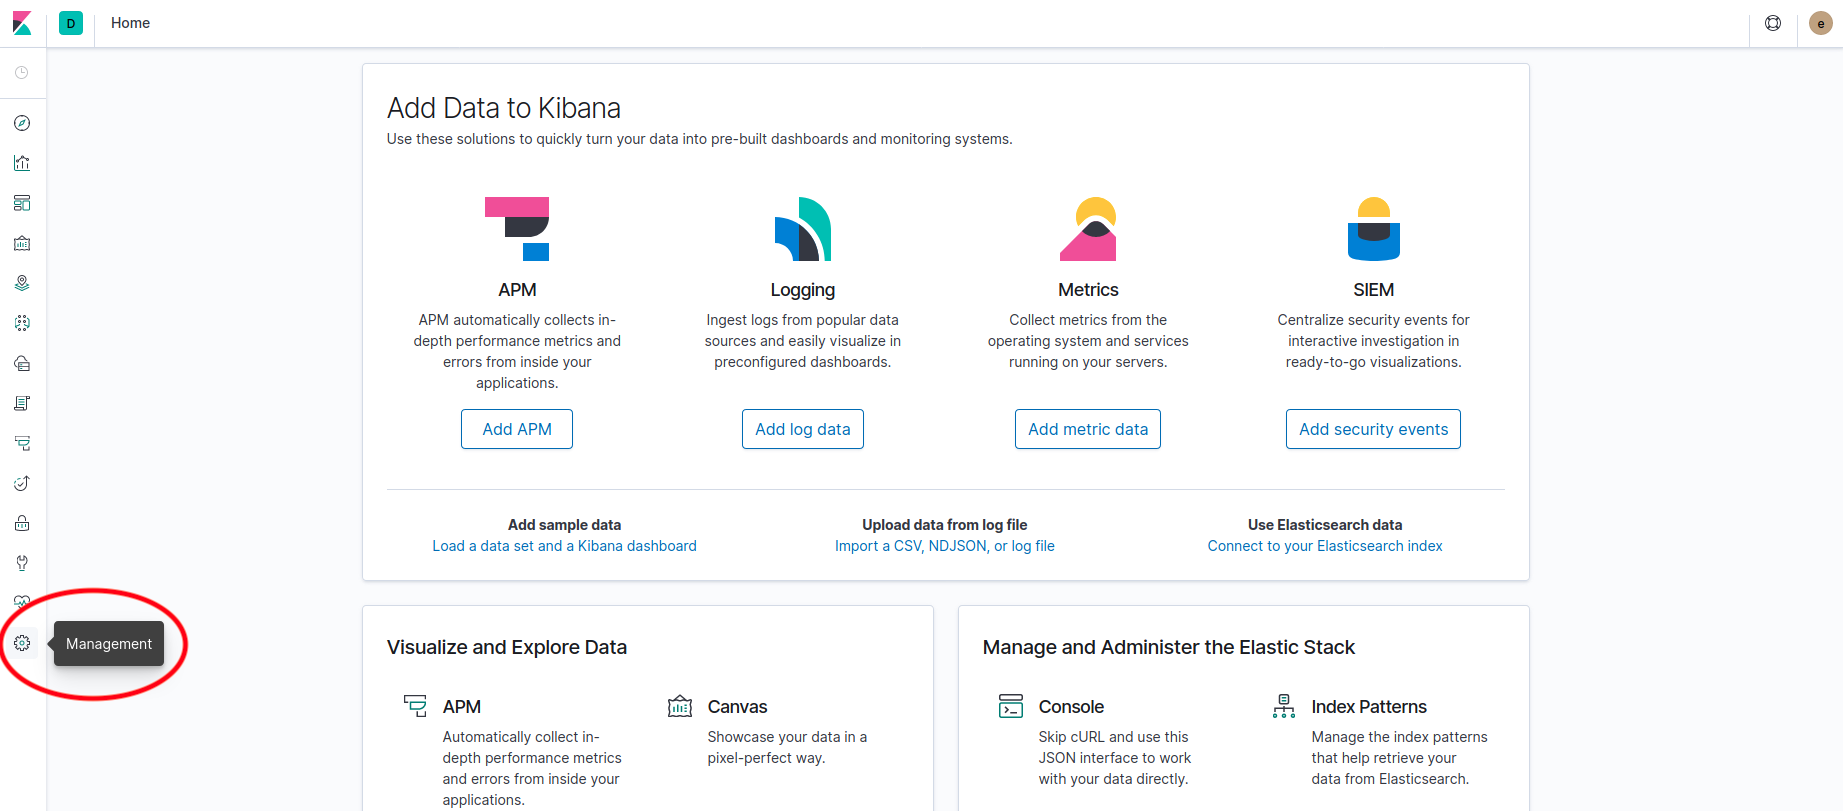 D
Home
e
Add Data to Kibana
Use these solutions to quickly turn your data into pre-built dashboards and monitoring systems.
APM
APM automatically collects in-
depth performance metrics and
errors from inside your
applications.
Add APM
Logging
Ingest logs from popular data
sources and easily visualize in
preconfigured dashboards.
Add log data
Metrics
Collect metrics from the
operating system and services
running on your servers.
Add metric data
SIEM
Centralize security events for
interactive investigation in
ready-to-go visualizations.
Add security events
Add sample data
Load a data set and a Kibana dashboard
Upload data from log file
Import a CSV, NDJSON, or log file
Use Elasticsearch data
Connect to your Elasticsearch index
Management
Visualize and Explore Data
APM
Automatically collect in-
depth performance metrics
and errors from inside your
applications.
Canvas
Showcase your data in a
pixel-perfect way.
Manage and Administer the Elastic Stack
Console
Skip cURL and use this
JSON interface to work
with your data directly.
Index Patterns
Manage the index patterns
that help retrieve your
data from Elasticsearch.